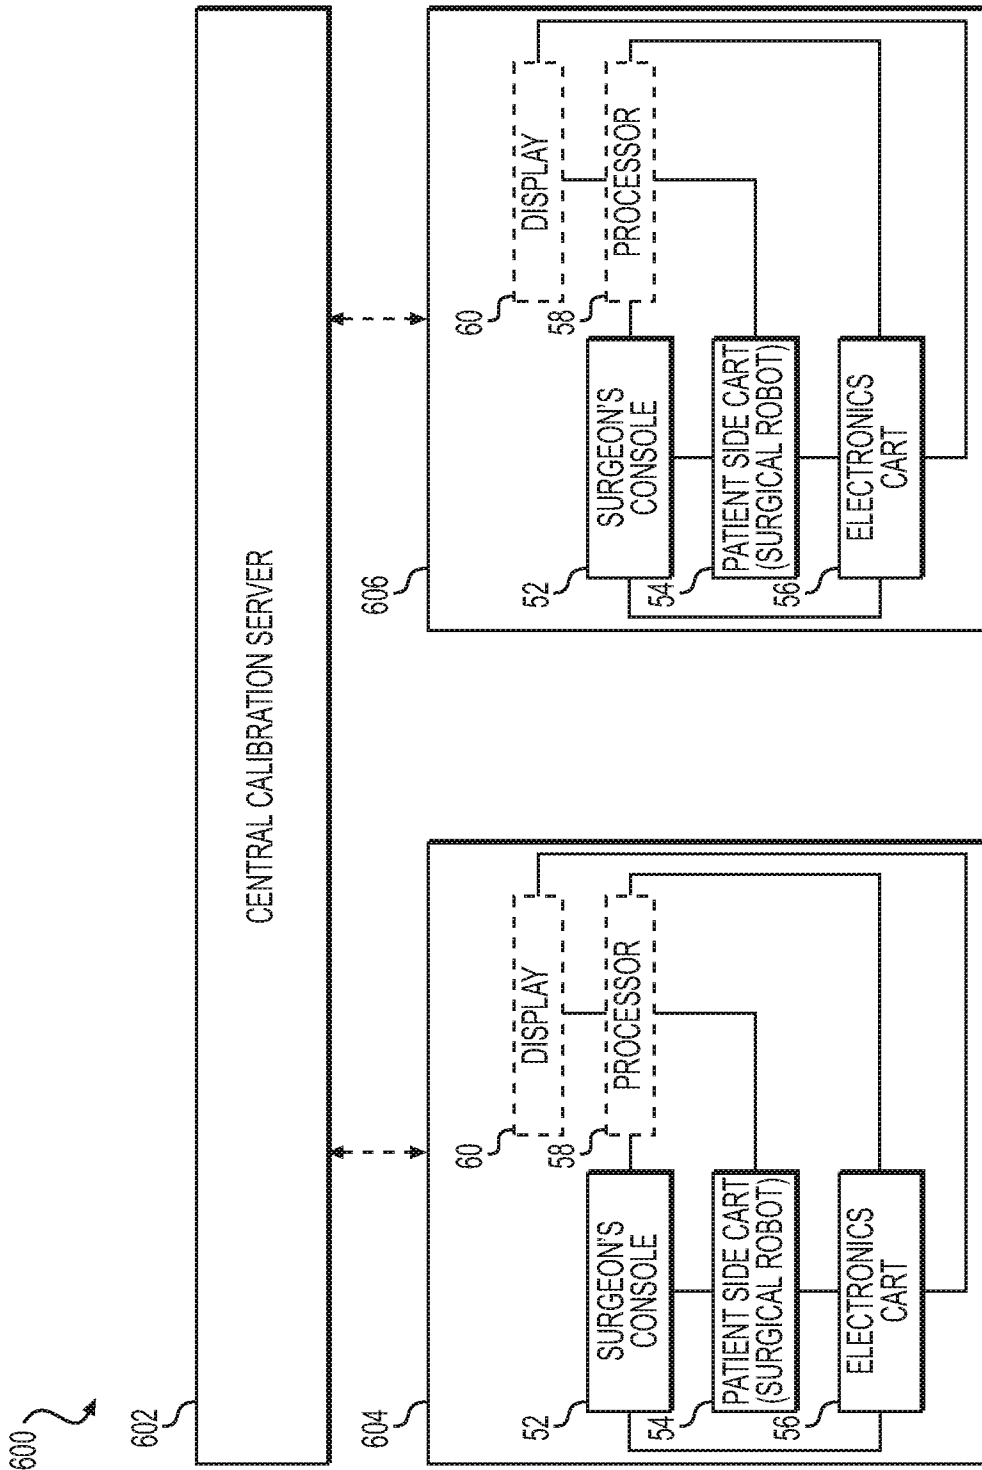 600
602
CENTRAL CALIBRATION SERVER
604
60
DISPLAY
58
PROCESSOR
52
SURGEON'S
CONSOLE
54
PATIENT SIDE CART
(SURGICAL ROBOT)
56
ELECTRONICS
CART
606
60
DISPLAY
58
PROCESSOR
52
SURGEON'S
CONSOLE
54
PATIENT SIDE CART
(SURGICAL ROBOT)
56
ELECTRONICS
CART